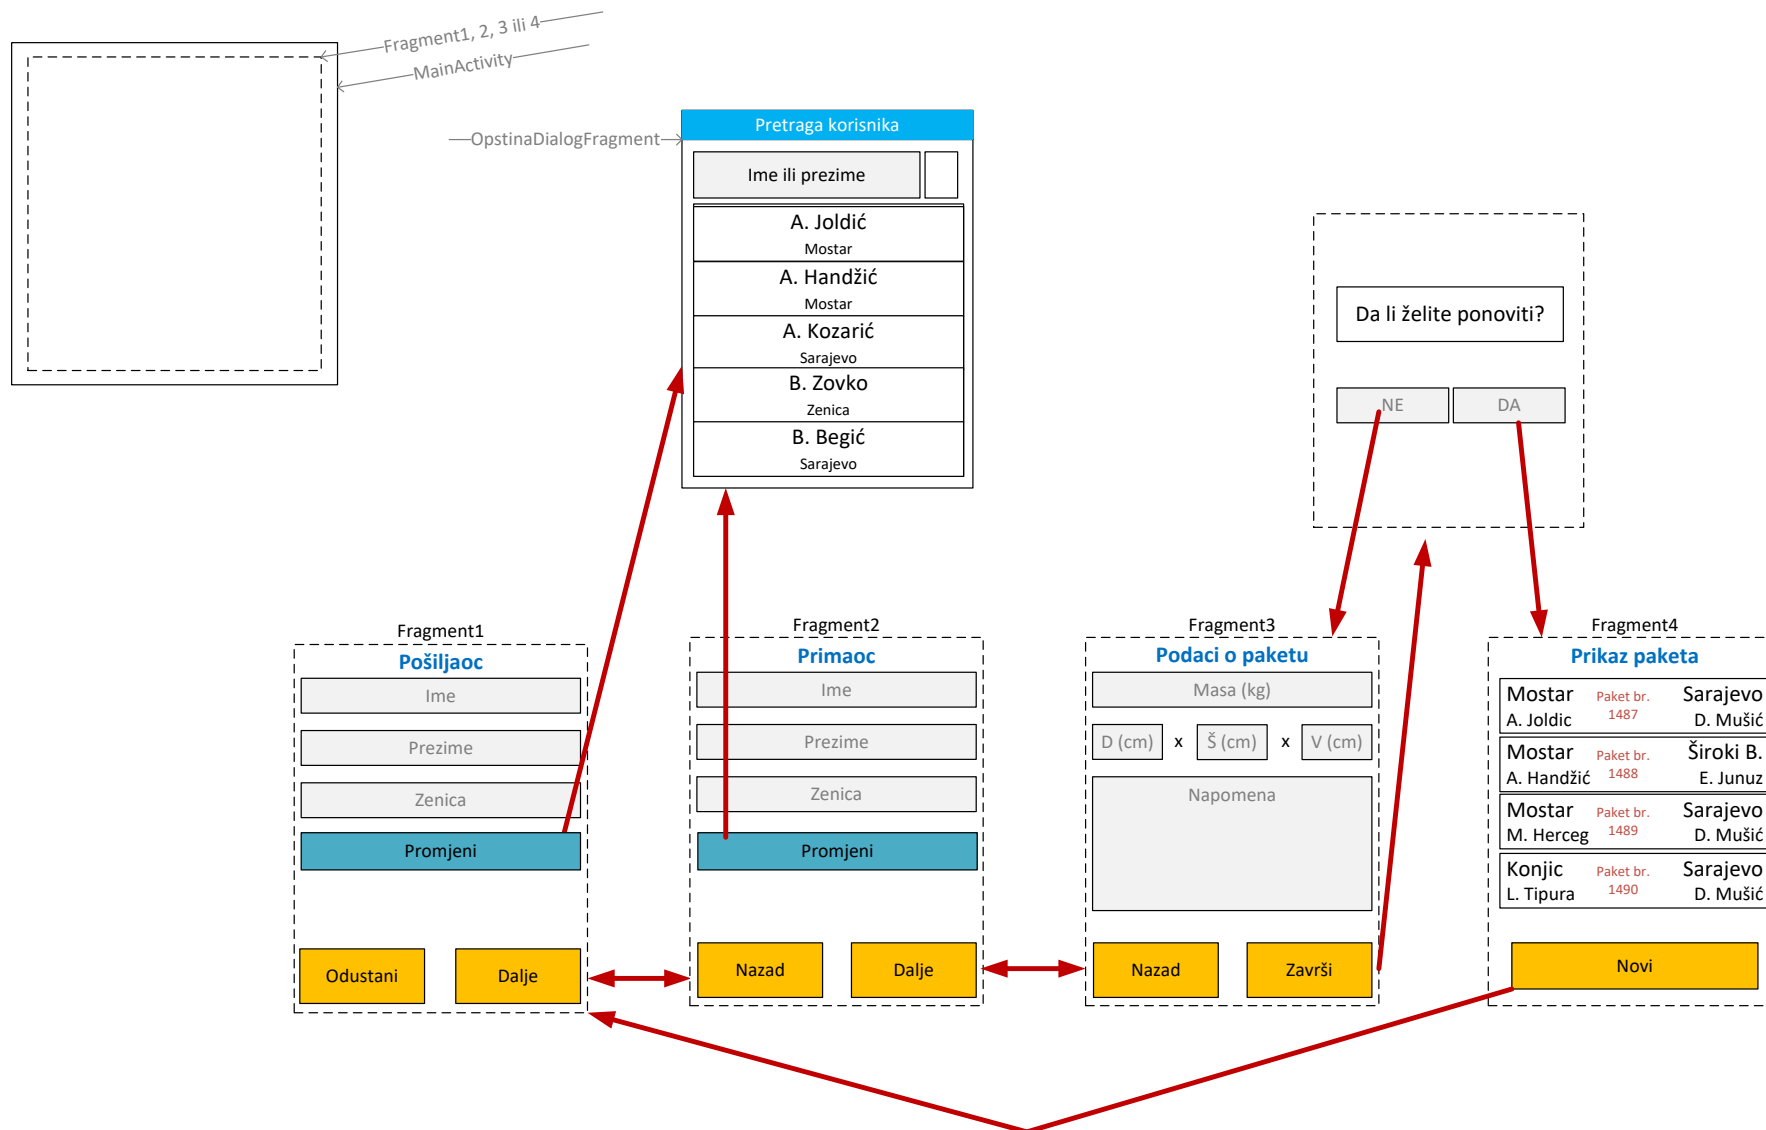 Fragment1, 2, 3 ili 4
MainActivity
OpstinaDialogFragment
Pretraga korisnika
Ime ili prezime
A. Joldić
Mostar
A. Handžić
Mostar
A. Kozarić
Sarajevo
B. Zovko
Zenica
B. Begić
Sarajevo
Da li želite ponoviti?
NE DA
Fragment1
Pošiljaoc
Ime
Prezime
Zenica
Promjeni
Odustani Dalje
Fragment2
Primaoc
Ime
Prezime
Zenica
Promjeni
Nazad Dalje
Fragment3
Podaci o paketu
Masa (kg)
D (cm) x Š (cm) x V (cm)
Napomena
Nazad Završi
Fragment4
Prikaz paketa
Mostar Paket br. Sarajevo
A. Joldic 1487 D. Mušić
Mostar Paket br. Široki B.
A. Handžić 1488 E. Junuz
Mostar Paket br. Sarajevo
M. Herceg 1489 D. Mušić
Konjic Paket br. Sarajevo
L. Tipura 1490 D. Mušić
Novi